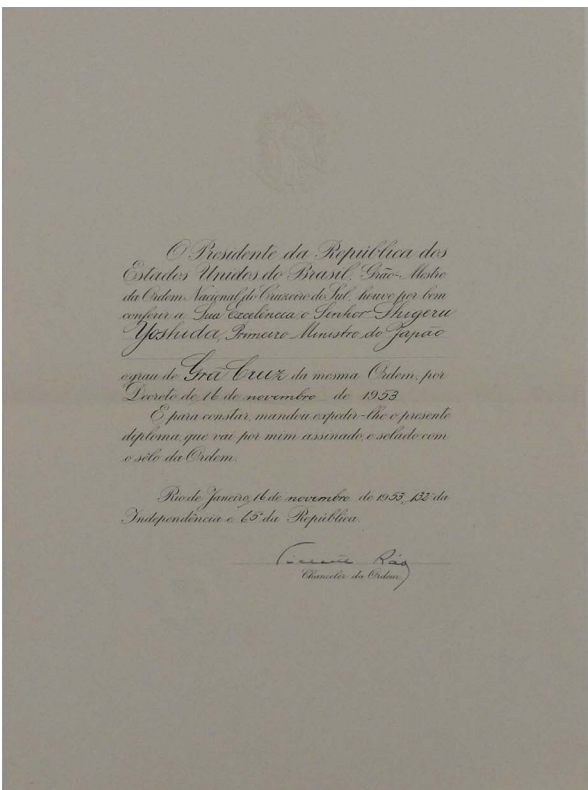 O Presidente da República dos
Estados Unidos do Brasil, Grão-Mestre
da Ordem Nacional do Cruzeiro do Sul, houve por bem
conferir a Sua Excelência o Senhor Shigeru
Yoshida, Primeiro Ministro do Japão
o grau de Grã Cruz da mesma Ordem, por
Decreto de 16 de novembro de 1953
E para constar, mandou expedir-lhe o presente
diploma, que vai por mim assinado e selado com
o sêlo da Ordem.
Rio de Janeiro, 16 de novembro de 1953, 132 da
Independência e 65º da República.
Vicente Ráo
Chanceler da Ordem